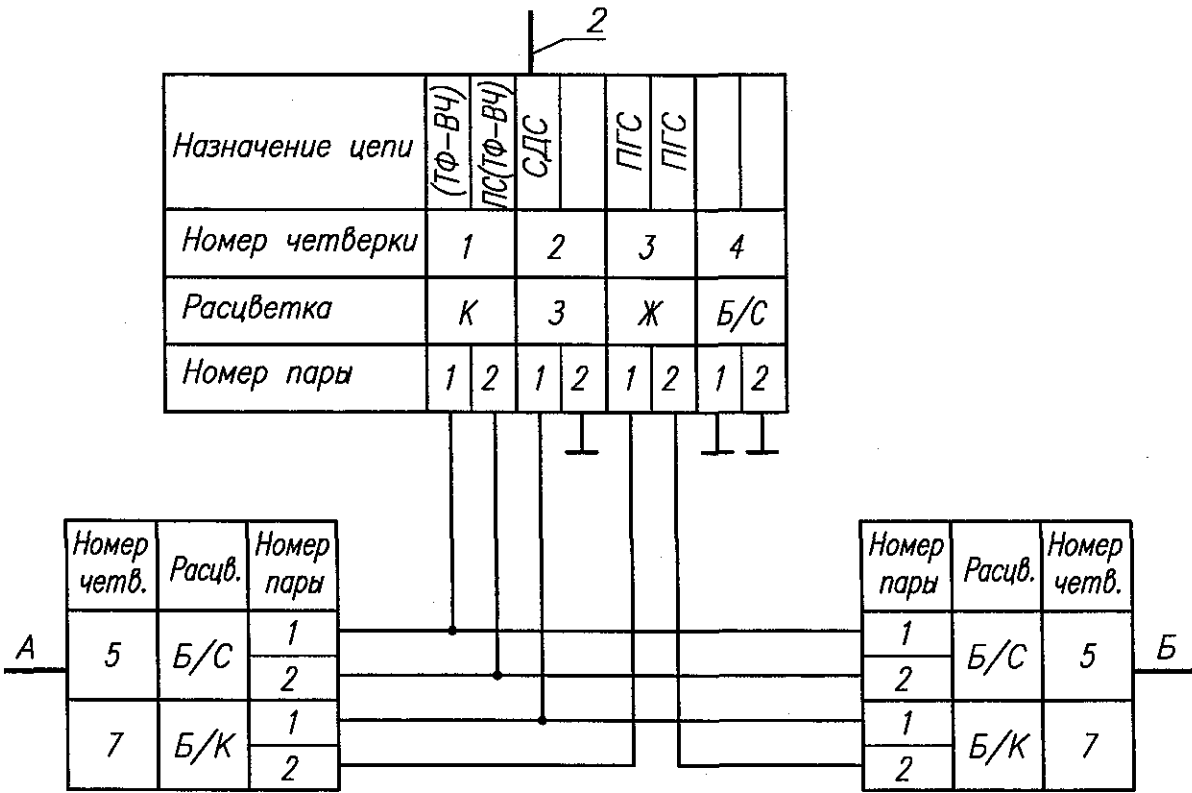 2
Назначение цепи (ТФ-ВЧ) ПС(ТФ-ВЧ) СДС ПГС ПГС
Номер четверки 1 2 3 4
Расцветка К З Ж Б/С
Номер пары 1 2 1 2 1 2 1 2
Номер четв. Расцв. Номер пары
А 5 Б/С 1
2
7 Б/К 1
2
Номер пары Расцв. Номер четв.
1 Б/С 5 Б
2
1 Б/К 7
2